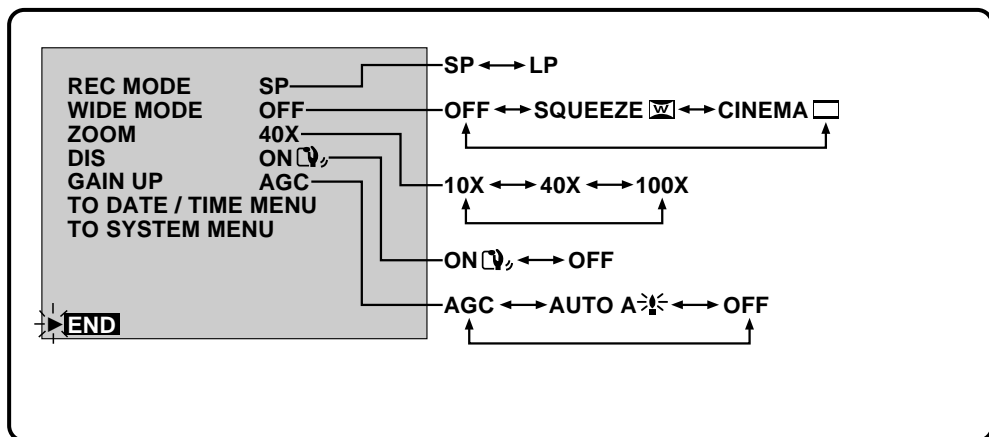 REC MODE SP
WIDE MODE OFF
ZOOM 40X
DIS ON
GAIN UP AGC
TO DATE / TIME MENU
TO SYSTEM MENU
END
SP LP
OFF SQUEEZE W CINEMA
10X 40X 100X
ON OFF
AGC AUTO A OFF